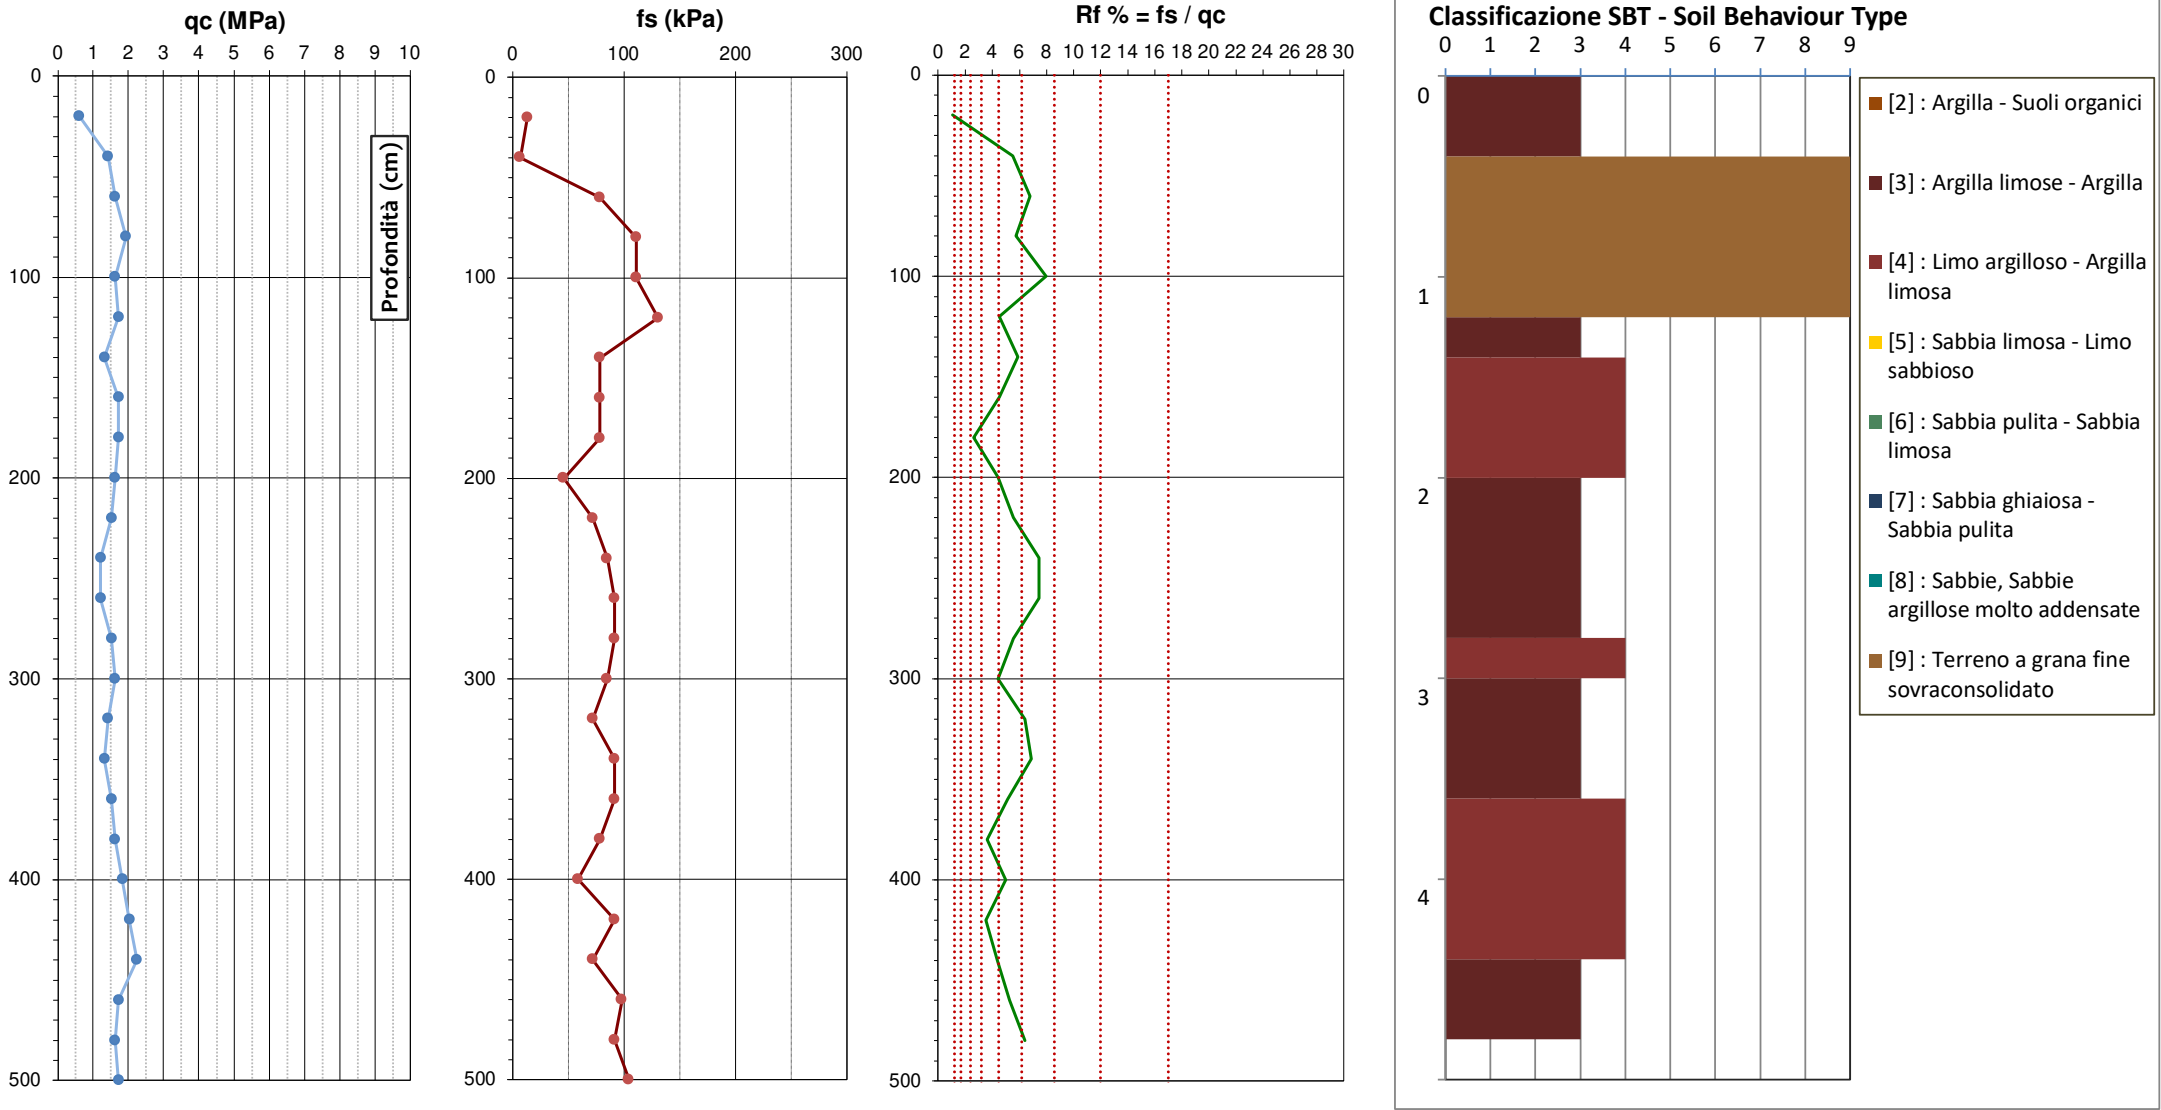 qc (MPa)
0 1 2 3 4 5 6 7 8 9 10
0
100
200
300
400
500
Profondità (cm)
fs (kPa)
0 100 200 300
0
100
200
300
400
500
Rf % = fs / qc
0 2 4 6 8 10 12 14 16 18 20 22 24 26 28 30
0
100
200
300
400
500
Classificazione SBT - Soil Behaviour Type
0 1 2 3 4 5 6 7 8 9
0
1
2
3
4
[2] : Argilla - Suoli organici
[3] : Argilla limose - Argilla
[4] : Limo argilloso - Argilla
limosa
[5] : Sabbia limosa - Limo
sabbioso
[6] : Sabbia pulita - Sabbia
limosa
[7] : Sabbia ghiaiosa -
Sabbia pulita
[8] : Sabbie, Sabbie
argillose molto addensate
[9] : Terreno a grana fine
sovraconsolidato